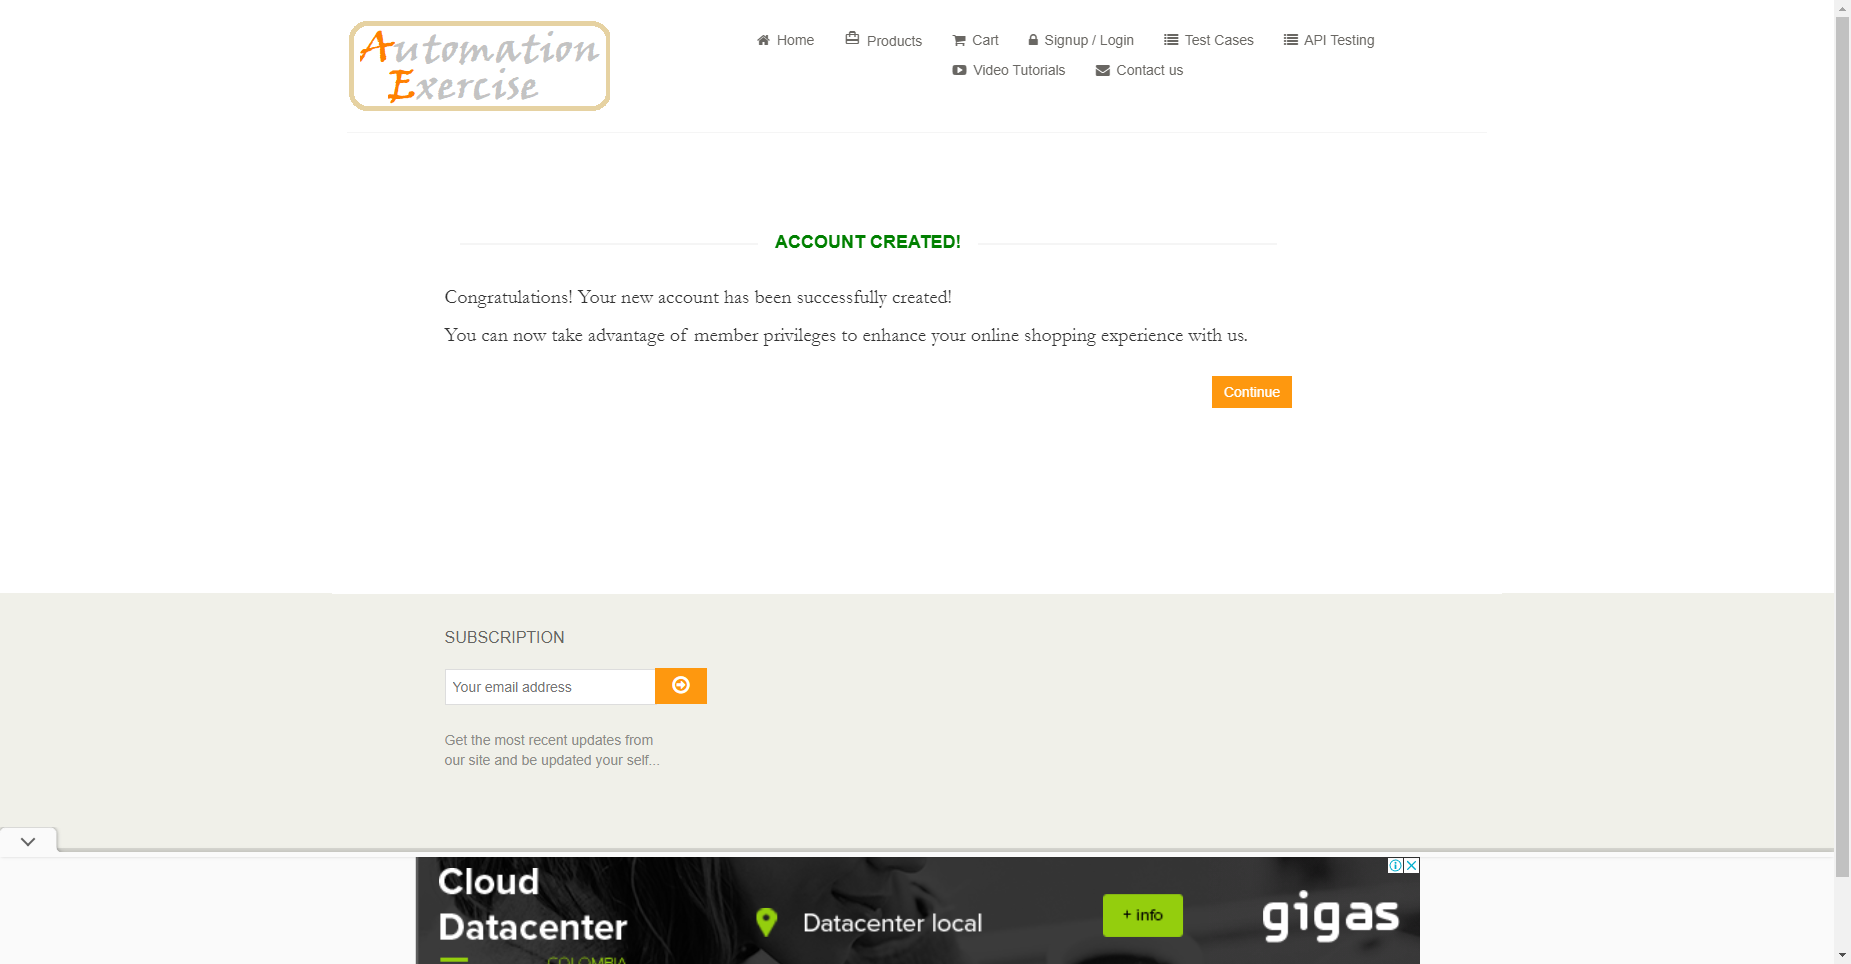 Automation
Exercise
Home
Products
Cart
Signup / Login
Test Cases
API Testing
Video Tutorials
Contact us
ACCOUNT CREATED!
Congratulations! Your new account has been successfully created!
You can now take advantage of member privileges to enhance your online shopping experience with us.
Continue
SUBSCRIPTION
Your email address
Get the most recent updates from
our site and be updated your self...
Cloud
Datacenter
COLOMBIA
Datacenter local
+ info
gigas